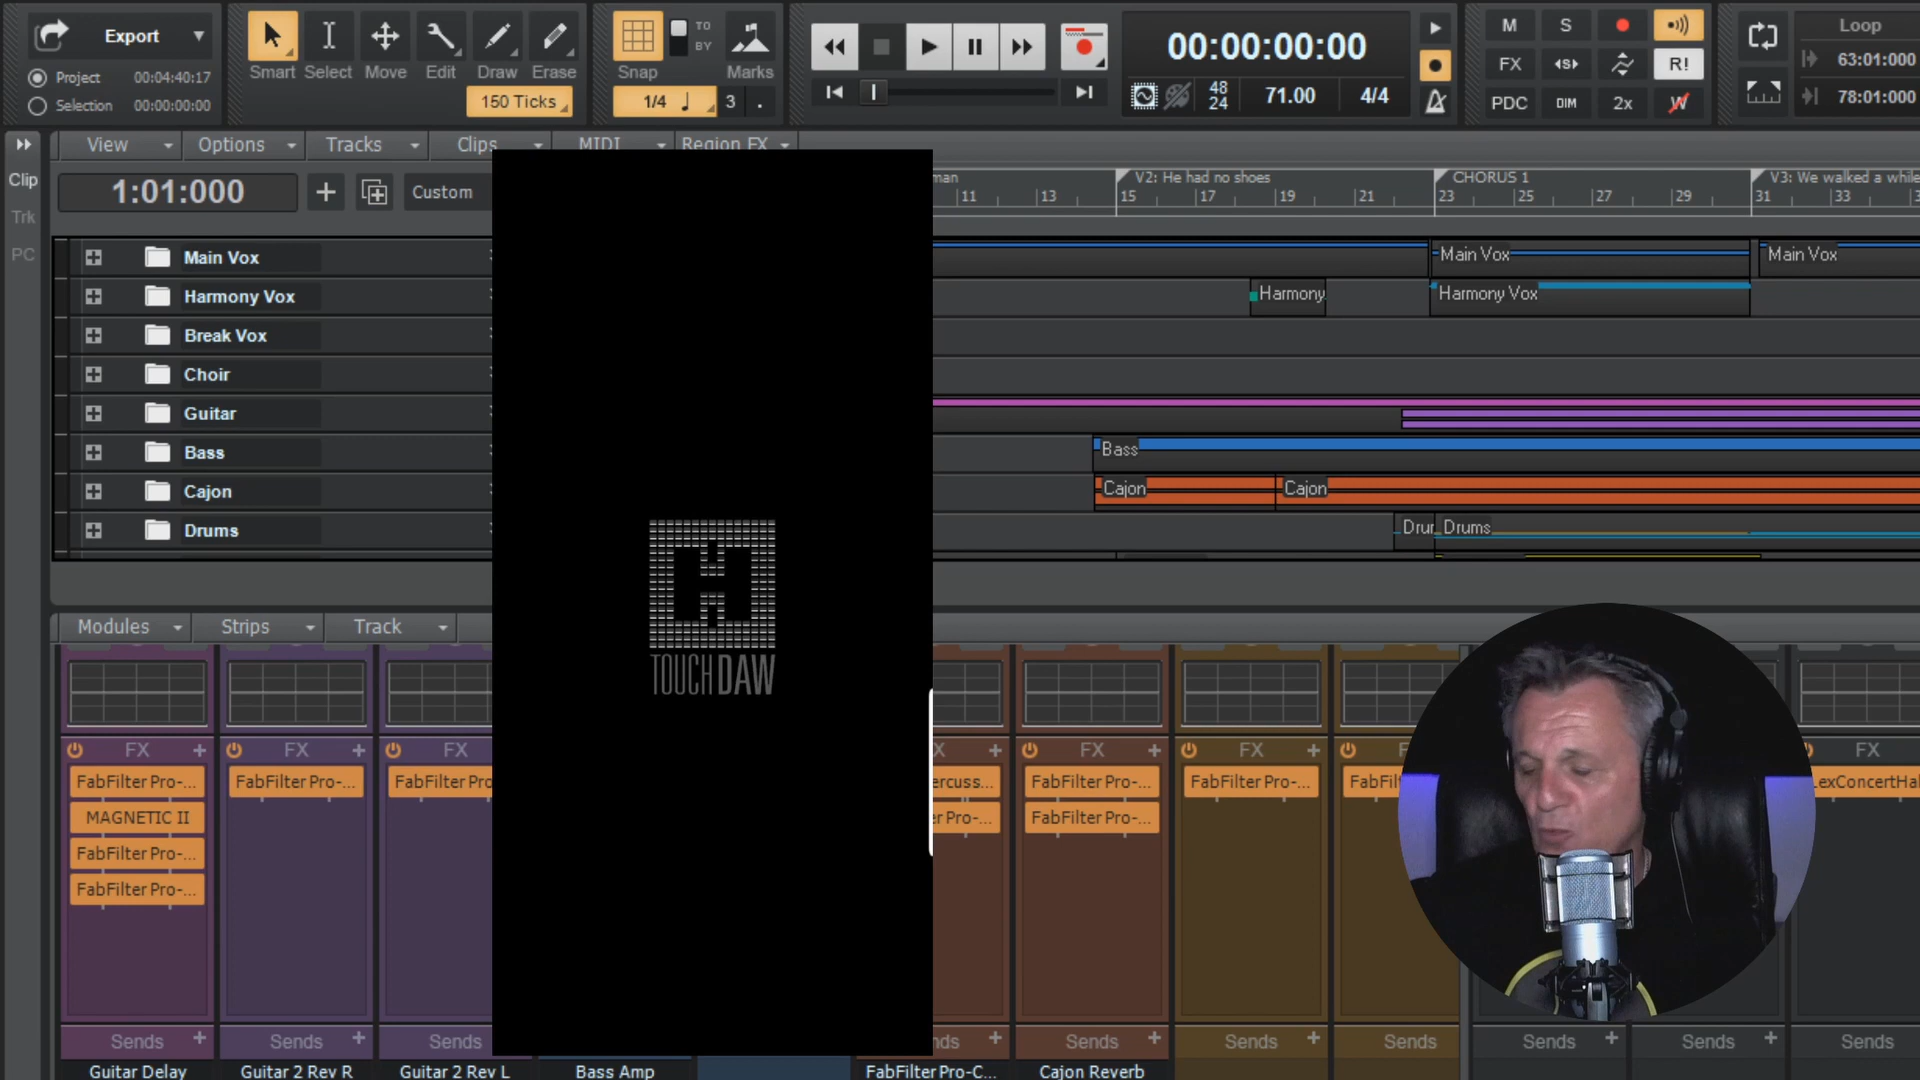 Export
Project 00:04:40:17
Selection 00:00:00:00
Smart
Select
Move
Edit
Draw
Erase
150 Ticks
Snap
TO
BY
Marks
1/4
3
00:00:00:00
48
24
71.00
4/4
M
S
FX
R!
PDC
DIM
2x
W
Loop
63:01:000
78:01:000
View
Options
Tracks
Clips
MIDI
Region FX
Clip
Trk
PC
1:01:000
Custom
man
V2: He had no shoes
CHORUS 1
V3: We walked a while
11 13 15 17 19 21 23 25 27 29 31 33
Main Vox
Harmony Vox
Break Vox
Choir
Guitar
Bass
Cajon
Drums
Main Vox
Main Vox
Harmony
Harmony Vox
Bass
Cajon
Cajon
Drur
Drums
TOUCHDAW
Modules
Strips
Track
FX
FX
FX
FX
FX
FX
FabFilter Pro-...
FabFilter Pro-...
FabFilter Pro
ercuss...
FabFilter Pro-...
FabFilter Pro-...
FabFil
LexConcertHal
MAGNETIC II
er Pro-...
FabFilter Pro-...
FabFilter Pro-...
FabFilter Pro-...
Sends
Sends
Sends
nds
Sends
Sends
Sends
Sends
Sends
Sends
Guitar Delay
Guitar 2 Rev R
Guitar 2 Rev L
Bass Amp
FabFilter Pro-C...
Cajon Reverb